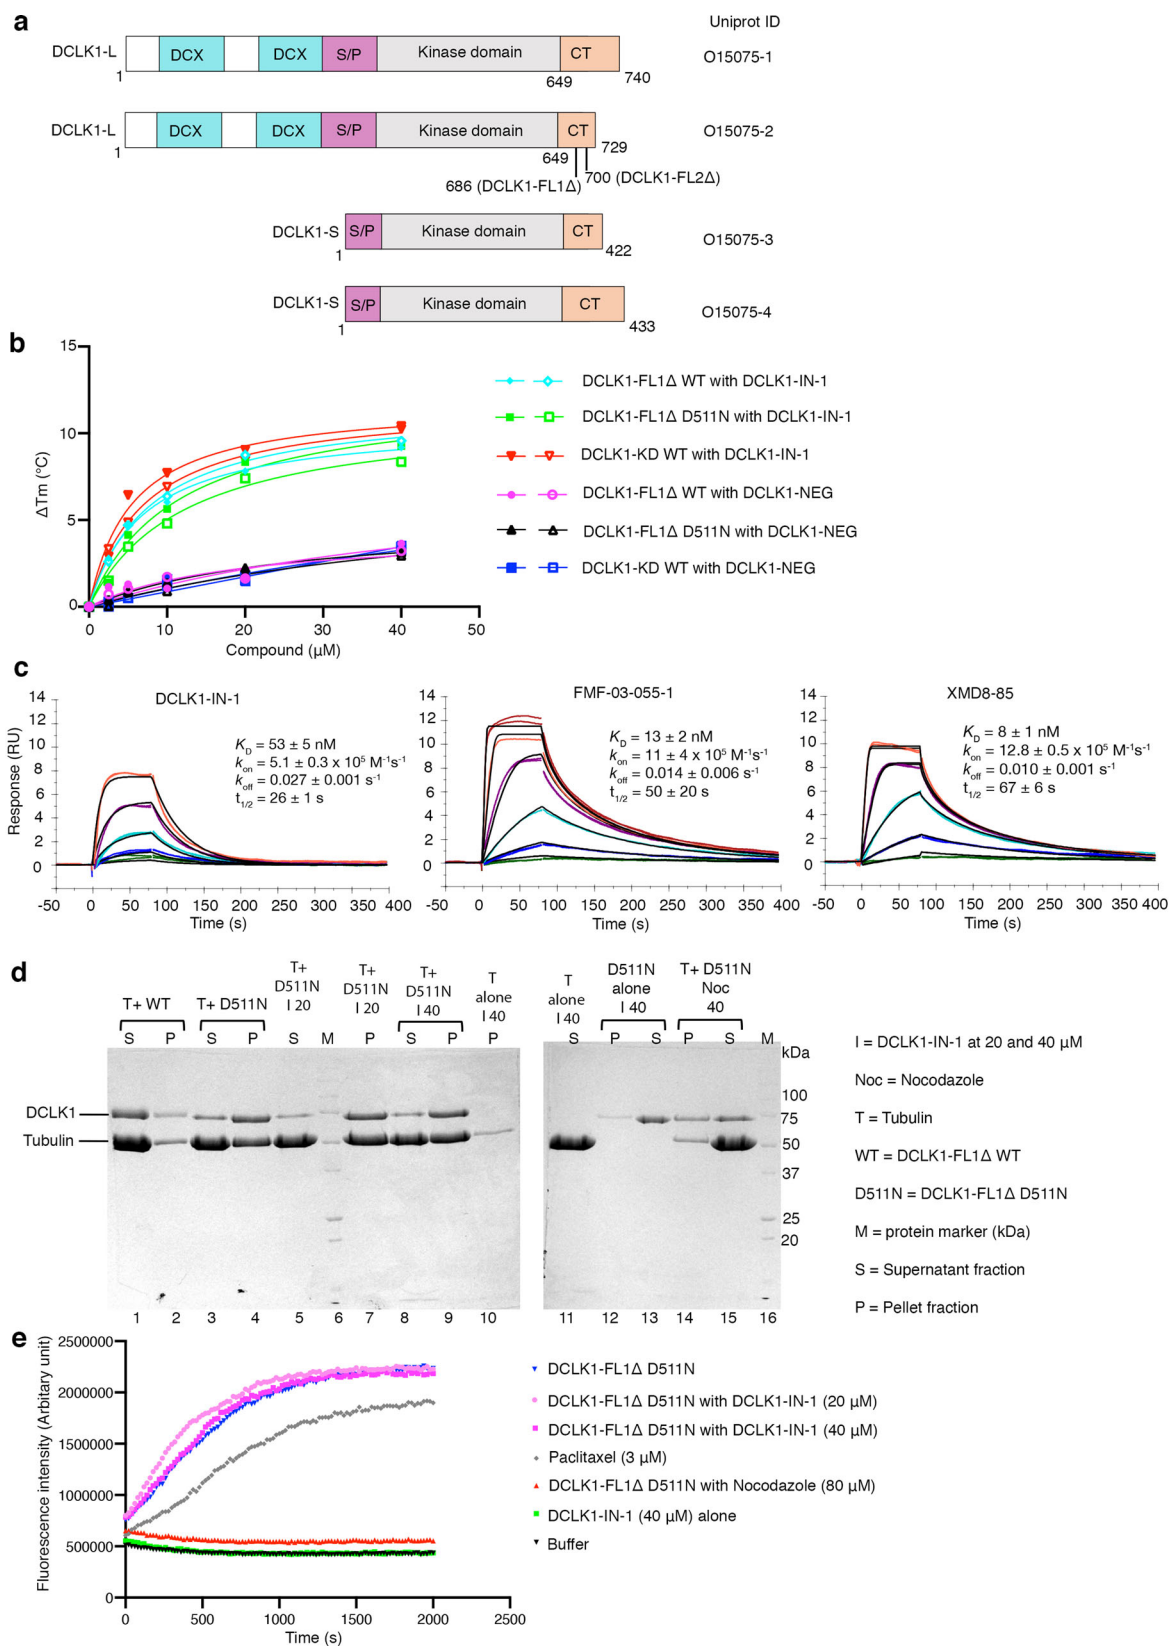 a
Uniprot ID
DCLK1-L
DCX
DCX
S/P
Kinase domain
CT
O15075-1
1
649
740
DCLK1-L
DCX
DCX
S/P
Kinase domain
CT
O15075-2
1
649
729
686 (DCLK1-FL1Δ)
700 (DCLK1-FL2Δ)
DCLK1-S
S/P
Kinase domain
CT
O15075-3
1
422
DCLK1-S
S/P
Kinase domain
CT
O15075-4
1
433
b
15
10
5
0
ΔTm (°C)
0 10 20 30 40 50
Compound (µM)
DCLK1-FL1Δ WT with DCLK1-IN-1
DCLK1-FL1Δ D511N with DCLK1-IN-1
DCLK1-KD WT with DCLK1-IN-1
DCLK1-FL1Δ WT with DCLK1-NEG
DCLK1-FL1Δ D511N with DCLK1-NEG
DCLK1-KD WT with DCLK1-NEG
c
DCLK1-IN-1
14
12
10
8
6
4
2
0
Response (RU)
K_D = 53 ± 5 nM
k_on = 5.1 ± 0.3 x 10⁵ M⁻¹s⁻¹
k_off = 0.027 ± 0.001 s⁻¹
t_1/2 = 26 ± 1 s
-50 0 50 100 150 200 250 300 350 400
Time (s)
FMF-03-055-1
14
12
10
8
6
4
2
0
K_D = 13 ± 2 nM
k_on = 11 ± 4 x 10⁵ M⁻¹s⁻¹
k_off = 0.014 ± 0.006 s⁻¹
t_1/2 = 50 ± 20 s
-50 0 50 100 150 200 250 300 350 400
Time (s)
XMD8-85
14
12
10
8
6
4
2
0
K_D = 8 ± 1 nM
k_on = 12.8 ± 0.5 x 10⁵ M⁻¹s⁻¹
k_off = 0.010 ± 0.001 s⁻¹
t_1/2 = 67 ± 6 s
-50 0 50 100 150 200 250 300 350 400
Time (s)
d
T+ WT
T+ D511N
T+
D511N
I 20
T+
D511N
I 20
T+
D511N
I 40
T
alone
I 40
T
alone
I 40
D511N
alone
I 40
T+ D511N
Noc
40
S P S P S M P S P P
S P S P S M
kDa
100
75
50
37
25
20
DCLK1
Tubulin
1 2 3 4 5 6 7 8 9 10
11 12 13 14 15 16
I = DCLK1-IN-1 at 20 and 40 µM
Noc = Nocodazole
T = Tubulin
WT = DCLK1-FL1Δ WT
D511N = DCLK1-FL1Δ D511N
M = protein marker (kDa)
S = Supernatant fraction
P = Pellet fraction
e
2500000
2000000
1500000
1000000
500000
0
Fluorescence intensity (Arbitary unit)
0 500 1000 1500 2000 2500
Time (s)
DCLK1-FL1Δ D511N
DCLK1-FL1Δ D511N with DCLK1-IN-1 (20 µM)
DCLK1-FL1Δ D511N with DCLK1-IN-1 (40 µM)
Paclitaxel (3 µM)
DCLK1-FL1Δ D511N with Nocodazole (80 µM)
DCLK1-IN-1 (40 µM) alone
Buffer